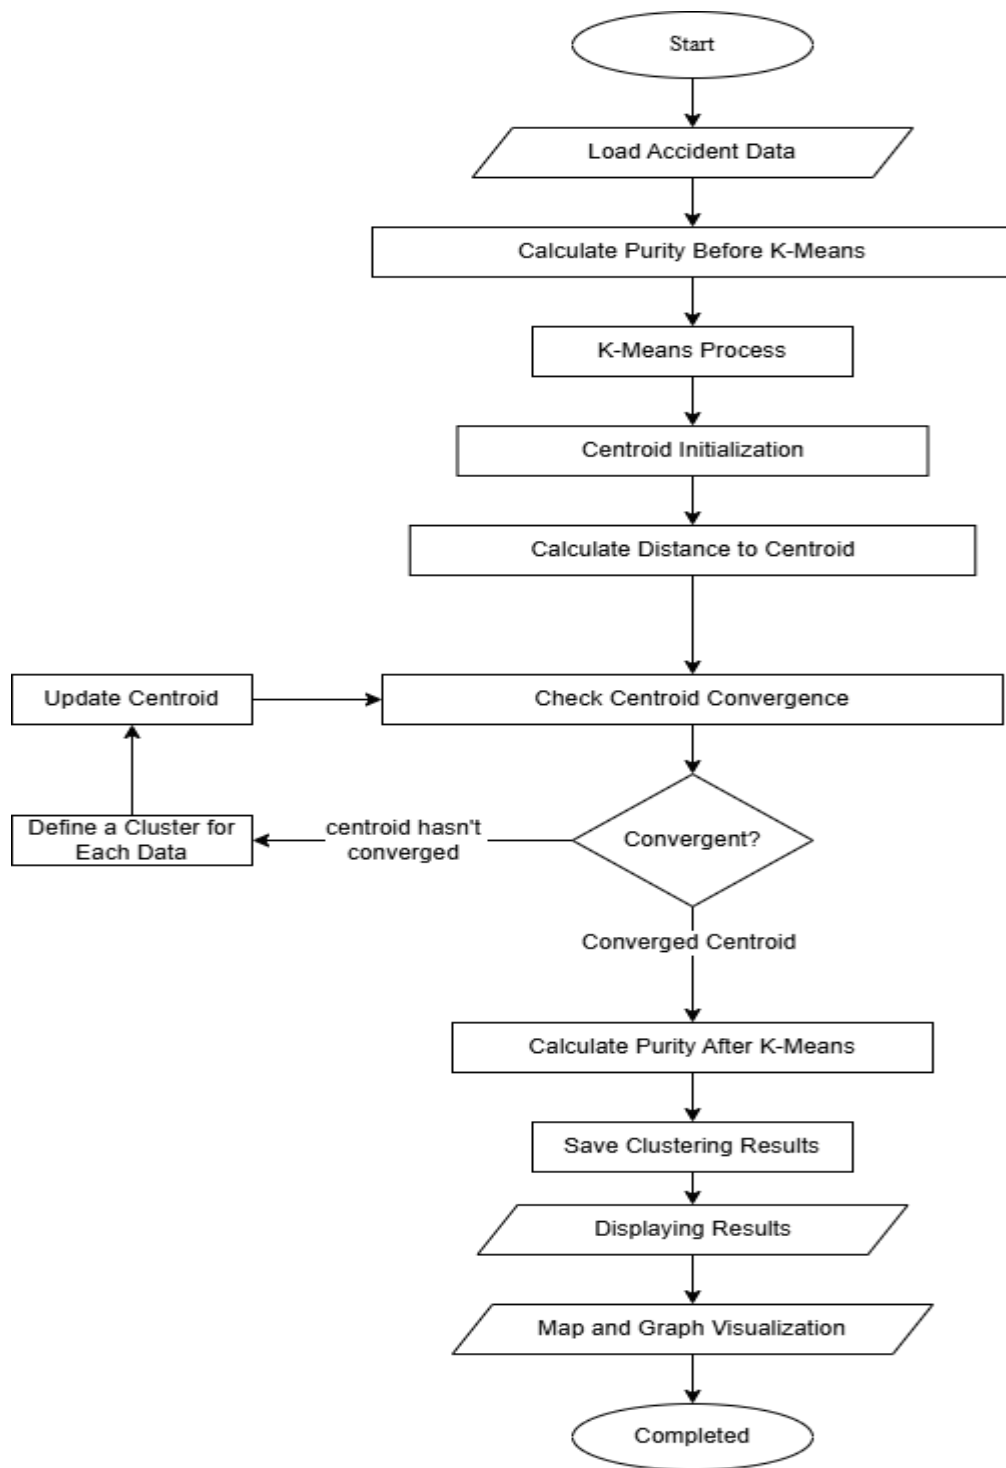 Start
Load Accident Data
Calculate Purity Before K-Means
K-Means Process
Centroid Initialization
Calculate Distance to Centroid
Update Centroid
Check Centroid Convergence
Define a Cluster for
Each Data
centroid hasn't
converged
Convergent?
Converged Centroid
Calculate Purity After K-Means
Save Clustering Results
Displaying Results
Map and Graph Visualization
Completed